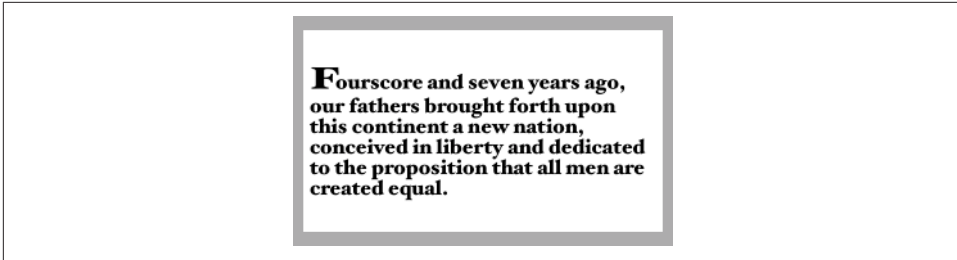 Fourscore and seven years ago,
our fathers brought forth upon
this continent a new nation,
conceived in liberty and dedicated
to the proposition that all men are
created equal.